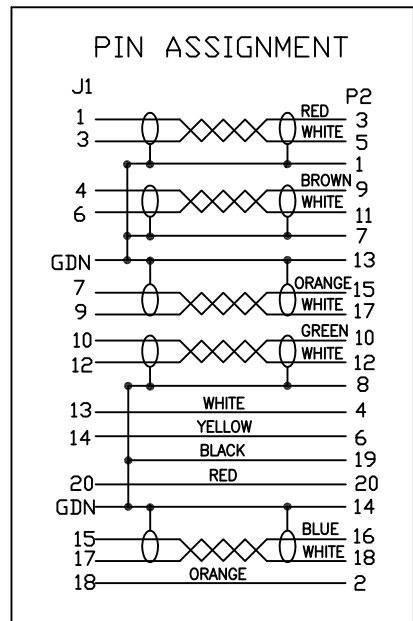 PIN ASSIGNMENT
J1 P2
1 RED 3
3 WHITE 5
1
4 BROWN 9
6 WHITE 11
7
GDN 13
7 ORANGE 15
9 WHITE 17
10 GREEN 10
12 WHITE 12
8
13 WHITE 4
14 YELLOW 6
BLACK 19
20 RED 20
GDN 14
15 BLUE 16
17 WHITE 18
18 ORANGE 2